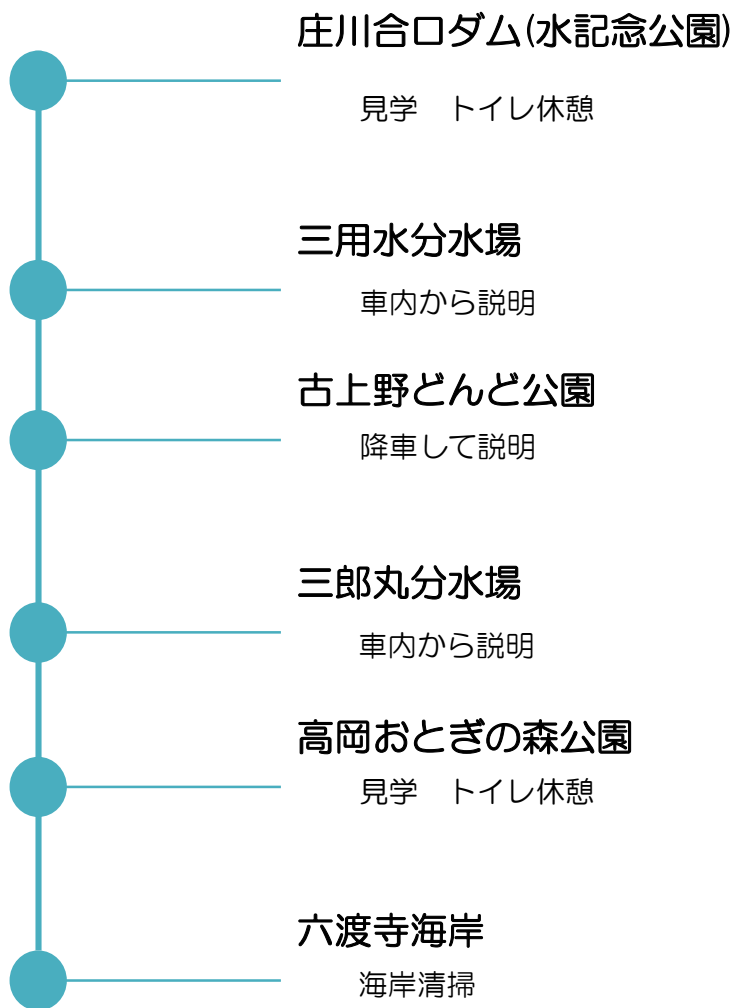 庄川合口ダム(水記念公園)
見学　トイレ休憩
三用水分水場
車内から説明
古上野どんど公園
降車して説明
三郎丸分水場
車内から説明
高岡おとぎの森公園
見学　トイレ休憩
六渡寺海岸
海岸清掃